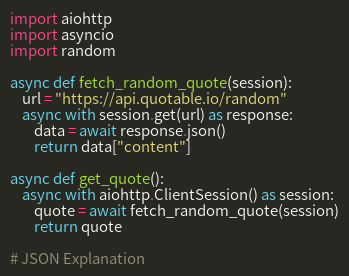 import aiohttp
import asyncio
import random

async def fetch_random_quote(session):
    url = "https://api.quotable.io/random"
    async with session.get(url) as response:
        data = await response.json()
        return data["content"]

async def get_quote():
    async with aiohttp.ClientSession() as session:
        quote = await fetch_random_quote(session)
        return quote

# JSON Explanation